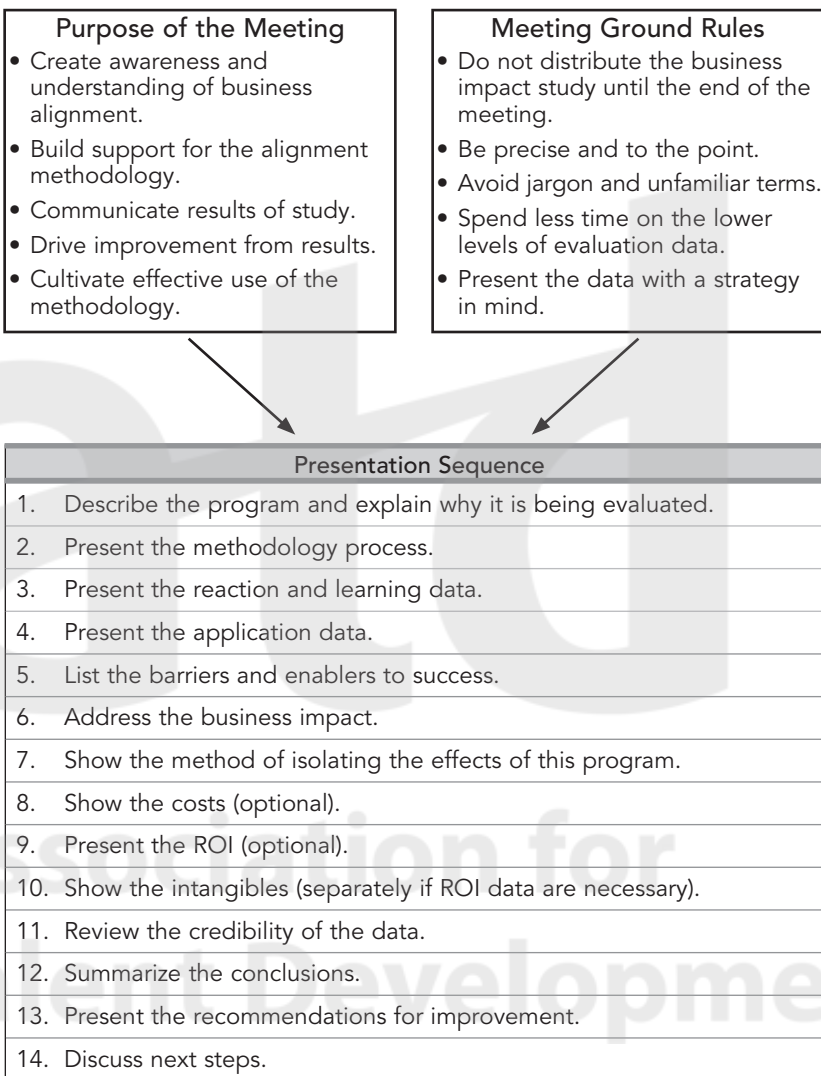 Purpose of the Meeting
• Create awareness and
understanding of business
alignment.
• Build support for the alignment
methodology.
• Communicate results of study.
• Drive improvement from results.
• Cultivate effective use of the
methodology.
Meeting Ground Rules
• Do not distribute the business
impact study until the end of the
meeting.
• Be precise and to the point.
• Avoid jargon and unfamiliar terms.
• Spend less time on the lower
levels of evaluation data.
• Present the data with a strategy
in mind.
Presentation Sequence
1. Describe the program and explain why it is being evaluated.
2. Present the methodology process.
3. Present the reaction and learning data.
4. Present the application data.
5. List the barriers and enablers to success.
6. Address the business impact.
7. Show the method of isolating the effects of this program.
8. Show the costs (optional).
9. Present the ROI (optional).
10. Show the intangibles (separately if ROI data are necessary).
11. Review the credibility of the data.
12. Summarize the conclusions.
13. Present the recommendations for improvement.
14. Discuss next steps.
atd
ssociation for
lent Developme